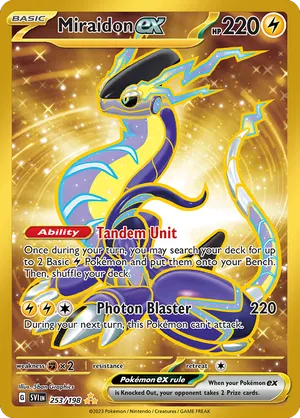 BASIC
Miraidon ex HP 220
Ability Tandem Unit
Once during your turn, you may search your deck for up
to 2 Basic Pokémon and put them onto your Bench.
Then, shuffle your deck.
Photon Blaster 220
During your next turn, this Pokémon can't attack.
weakness ×2 resistance retreat
Illus. 5ban Graphics
Pokémon ex rule
When your Pokémon ex
is Knocked Out, your opponent takes 2 Prize cards.
G SVI EN 253/198
©2023 Pokémon / Nintendo / Creatures / GAME FREAK